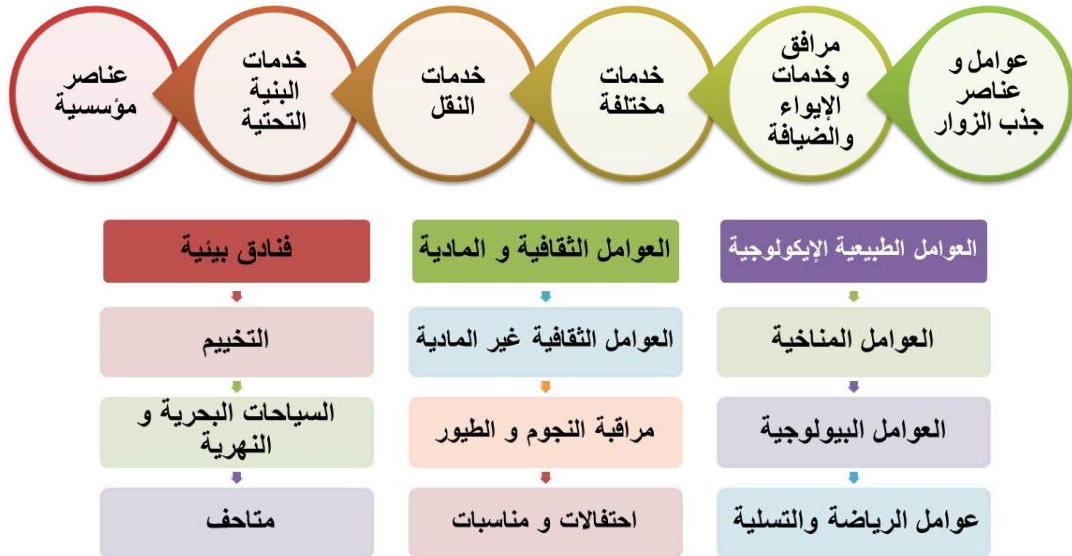 عوامل و
عناصر
جذب الزوار
مرافق
وخدمات
الإيواء
والضيافة
خدمات
مختلفة
خدمات
النقل
خدمات
البنية
التحتية
عناصر
مؤسسية
العوامل الطبيعية الإيكولوجية
العوامل المناخية
العوامل البيولوجية
عوامل الرياضة والتسلية
العوامل الثقافية و المادية
العوامل الثقافية غير المادية
مراقبة النجوم و الطيور
احتفالات و مناسبات
فنادق بيئية
التخييم
السياحات البحرية و
النهرية
متاحف